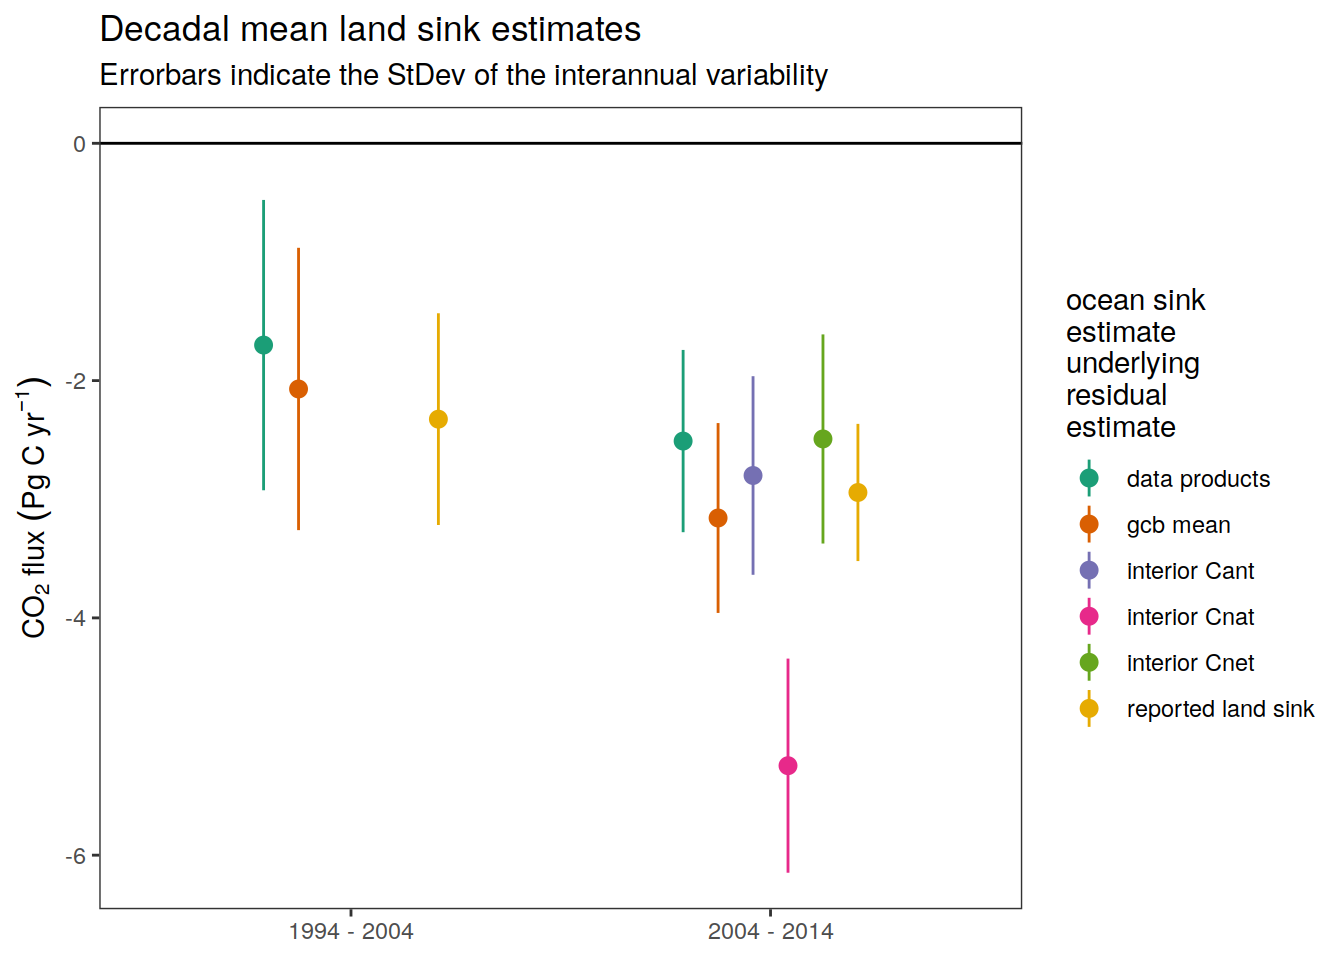 Decadal mean land sink estimates
Errorbars indicate the StDev of the interannual variability
CO₂ flux (Pg C yr⁻¹)
0
-2
-4
-6
1994 - 2004
2004 - 2014
ocean sink
estimate
underlying
residual
estimate
data products
gcb mean
interior Cant
interior Cnat
interior Cnet
reported land sink